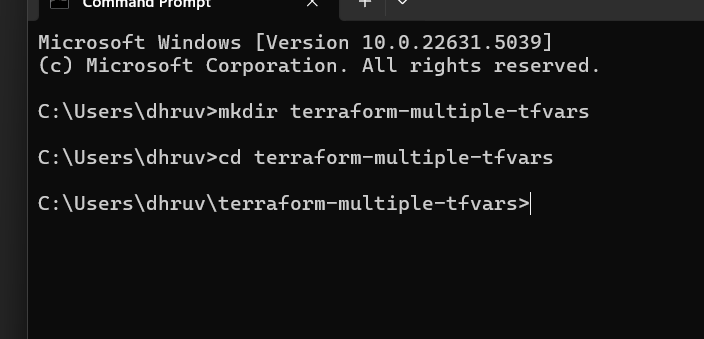 Command Prompt
Microsoft Windows [Version 10.0.22631.5039]
(c) Microsoft Corporation. All rights reserved.
C:\Users\dhruv>mkdir terraform-multiple-tfvars
C:\Users\dhruv>cd terraform-multiple-tfvars
C:\Users\dhruv\terraform-multiple-tfvars>